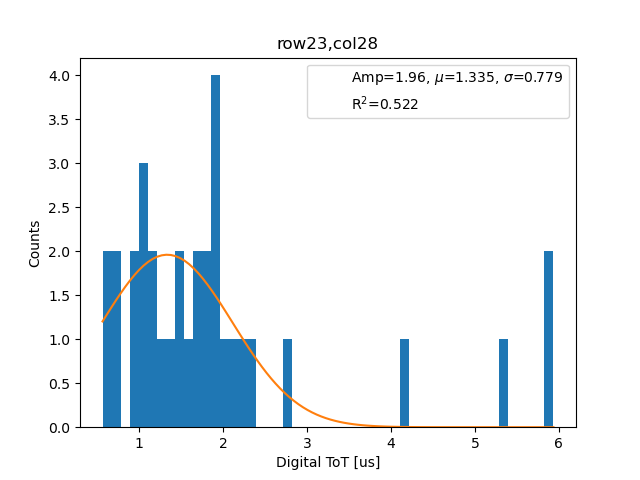 row23,col28
Amp=1.96, μ=1.335, σ=0.779
R²=0.522
4.0
3.5
3.0
2.5
2.0
1.5
1.0
0.5
0.0
Counts
1 2 3 4 5 6
Digital ToT [us]